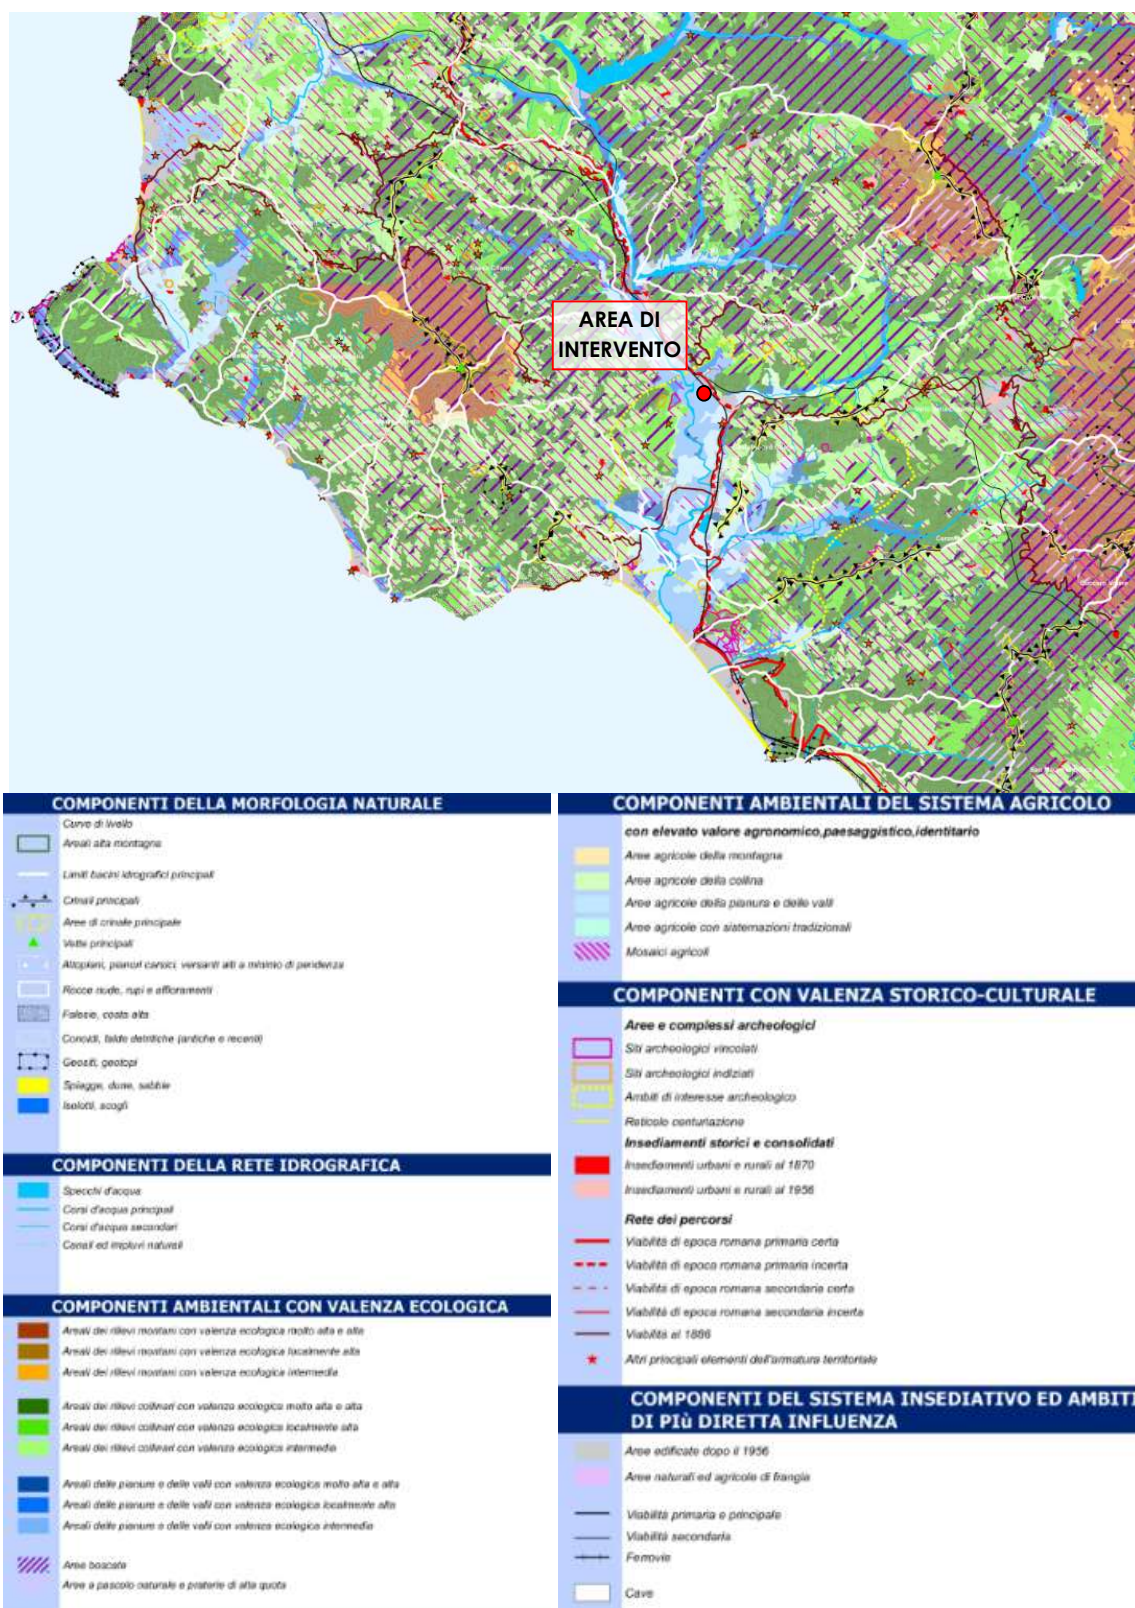 AREA DI
INTERVENTO
COMPONENTI DELLA MORFOLOGIA NATURALE
Curve di livello
Areali alta montagna
Limiti bacini idrografici principali
Crinali principali
Aree di crinale principale
Vette principali
Altopiani, pianori carsici, versanti alti a minimo di pendenza
Rocce nude, rupi e affioramenti
Falesie, costa alta
Conoidi, falde detritiche (antiche e recenti)
Geositi, geotopi
Spiagge, dune, sabbie
Isolotti, scogli
COMPONENTI DELLA RETE IDROGRAFICA
Specchi d'acqua
Corsi d'acqua principali
Corsi d'acqua secondari
Canali ed impluvi naturali
COMPONENTI AMBIENTALI CON VALENZA ECOLOGICA
Areali dei rilievi montani con valenza ecologica molto alta e alta
Areali dei rilievi montani con valenza ecologica localmente alta
Areali dei rilievi montani con valenza ecologica intermedia
Areali dei rilievi collinari con valenza ecologica molto alta e alta
Areali dei rilievi collinari con valenza ecologica localmente alta
Areali dei rilievi collinari con valenza ecologica intermedia
Areali delle pianure e delle valli con valenza ecologica molto alta e alta
Areali delle pianure e delle valli con valenza ecologica localmente alta
Areali delle pianure e delle valli con valenza ecologica intermedia
Aree boscate
Aree a pascolo naturale e praterie di alta quota
COMPONENTI AMBIENTALI DEL SISTEMA AGRICOLO
con elevato valore agronomico,paesaggistico,identitario
Aree agricole della montagna
Aree agricole della collina
Aree agricole della pianura e delle valli
Aree agricole con sistemazioni tradizionali
Mosaici agricoli
COMPONENTI CON VALENZA STORICO-CULTURALE
Aree e complessi archeologici
Siti archeologici vincolati
Siti archeologici indiziati
Ambiti di interesse archeologico
Reticolo centuriazione
Insediamenti storici e consolidati
Insediamenti urbani e rurali al 1870
Insediamenti urbani e rurali al 1956
Rete dei percorsi
Viabilità di epoca romana primaria certa
Viabilità di epoca romana primaria incerta
Viabilità di epoca romana secondaria certa
Viabilità di epoca romana secondaria incerta
Viabilità al 1886
Altri principali elementi dell'armatura territoriale
COMPONENTI DEL SISTEMA INSEDIATIVO ED AMBITI
DI PIù DIRETTA INFLUENZA
Aree edificate dopo il 1956
Aree naturali ed agricole di frangia
Viabilità primaria e principale
Viabilità secondaria
Ferrovie
Cave